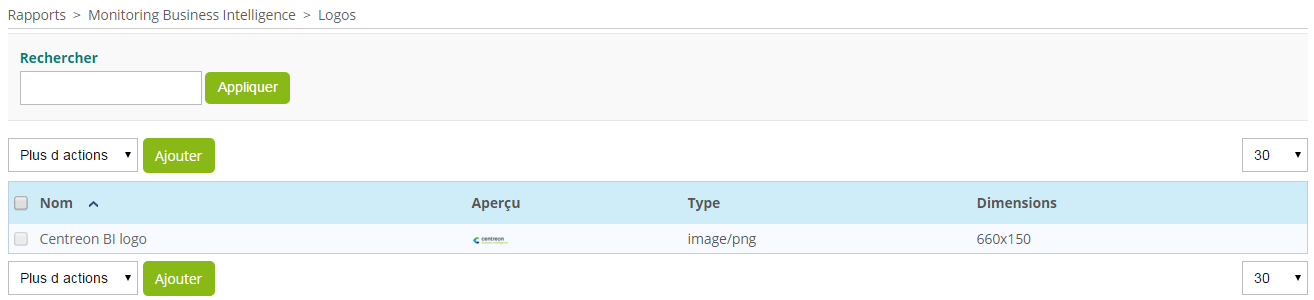 Rapports > Monitoring Business Intelligence > Logos
Rechercher
Appliquer
Plus d actions Ajouter 30
Nom Aperçu Type Dimensions
Centreon BI logo centreon image/png 660x150
Plus d actions Ajouter 30